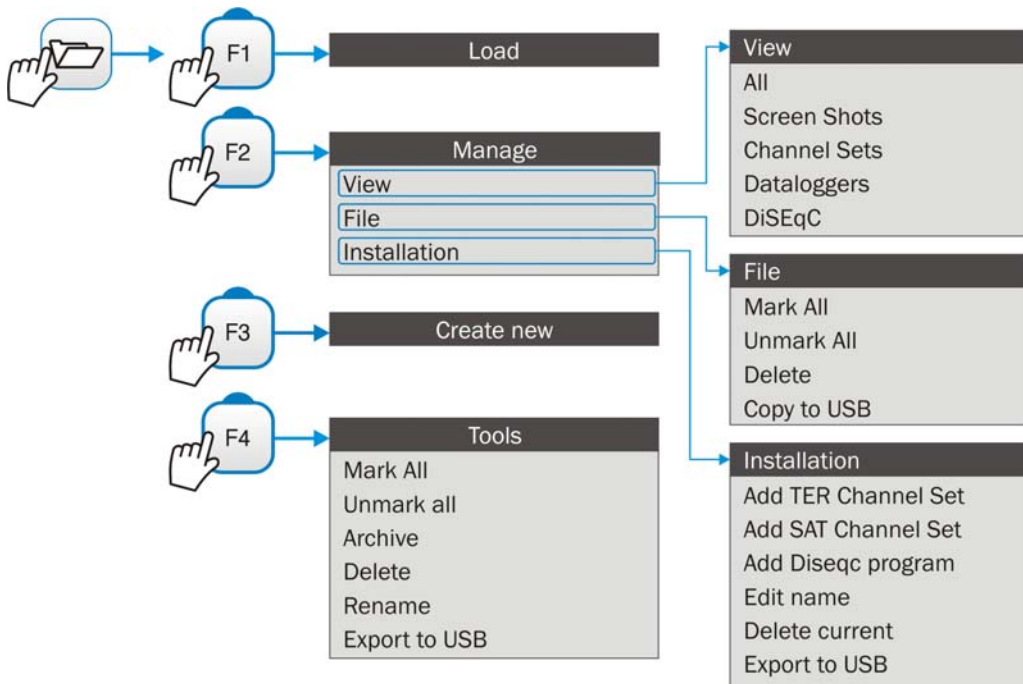 F1
Load
F2
Manage
View
File
Installation
F3
Create new
F4
Tools
Mark All
Unmark all
Archive
Delete
Rename
Export to USB
View
All
Screen Shots
Channel Sets
Dataloggers
DiSEqC
File
Mark All
Unmark All
Delete
Copy to USB
Installation
Add TER Channel Set
Add SAT Channel Set
Add Diseqc program
Edit name
Delete current
Export to USB